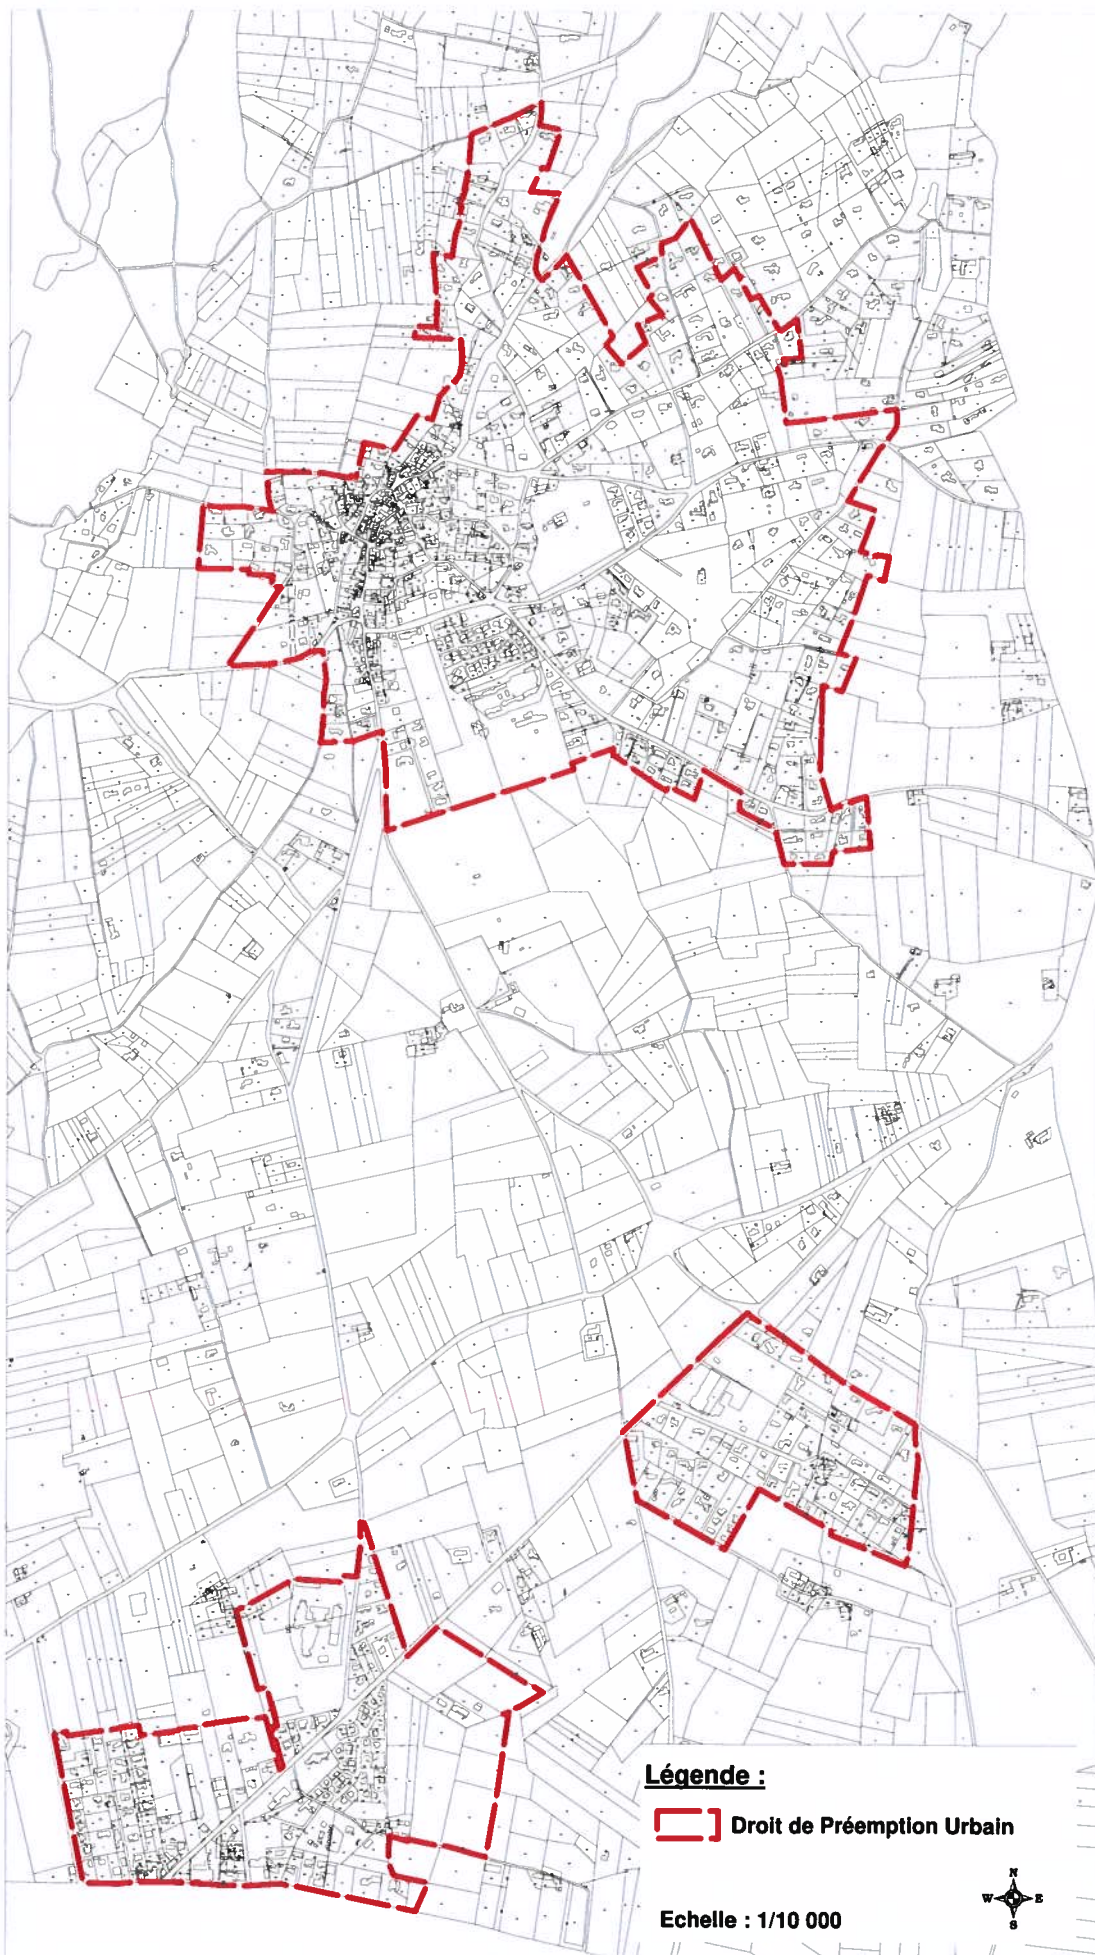 Légende :
Droit de Préemption Urbain
Echelle : 1/10 000
N
W E
S